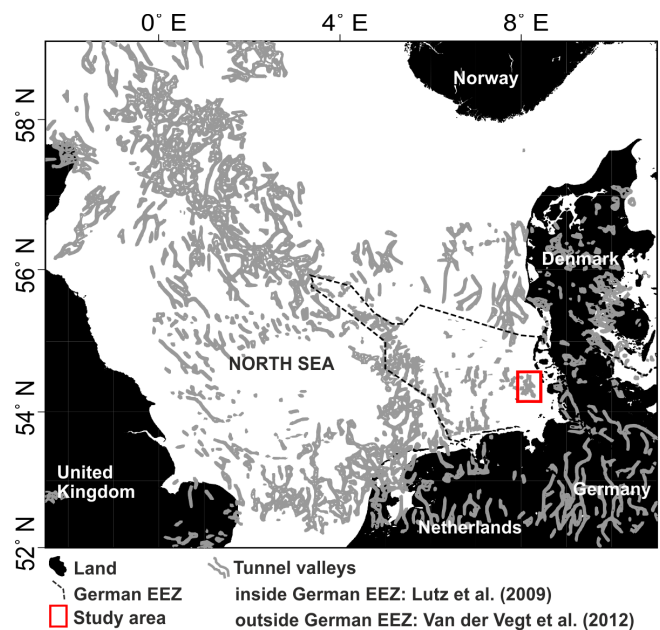 0° E 4° E 8° E
58° N
56° N
54° N
52° N
Norway
Denmark
NORTH SEA
United
Kingdom
Germany
Netherlands
Land
Tunnel valleys
German EEZ
inside German EEZ: Lutz et al. (2009)
Study area
outside German EEZ: Van der Vegt et al. (2012)